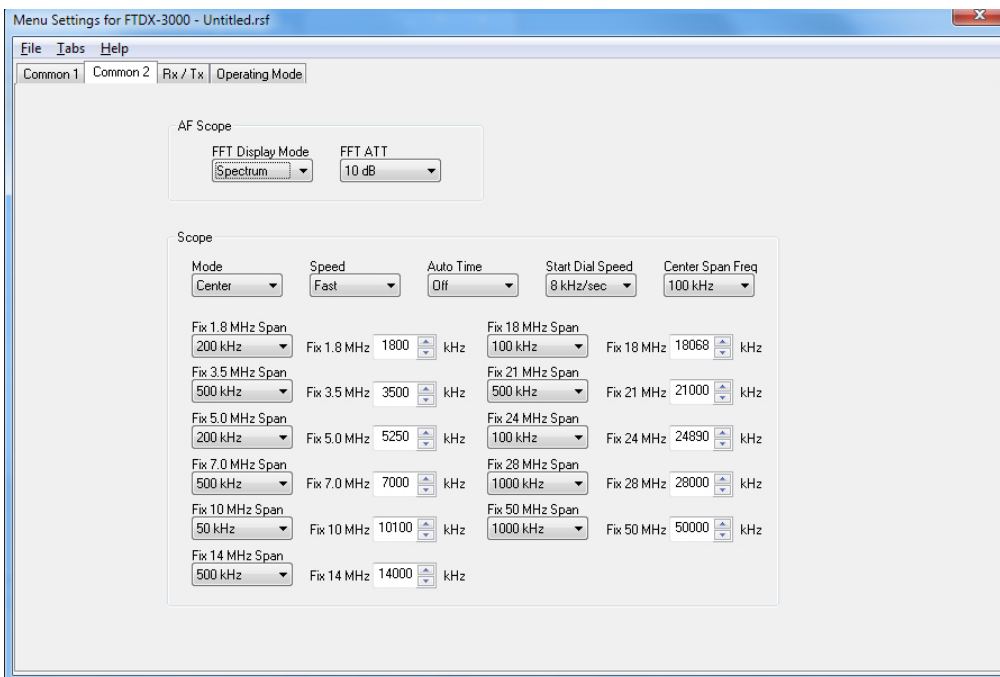 Menu Settings for FTDX-3000 - Untitled.rsf
File Tabs Help
Common 1 Common 2 Rx / Tx Operating Mode
AF Scope
FFT Display Mode FFT ATT
Spectrum 10 dB
Scope
Mode Speed Auto Time Start Dial Speed Center Span Freq
Center Fast Off 8 kHz/sec 100 kHz
Fix 1.8 MHz Span Fix 18 MHz Span
200 kHz Fix 1.8 MHz 1800 kHz 100 kHz Fix 18 MHz 18068 kHz
Fix 3.5 MHz Span Fix 21 MHz Span
500 kHz Fix 3.5 MHz 3500 kHz 500 kHz Fix 21 MHz 21000 kHz
Fix 5.0 MHz Span Fix 24 MHz Span
200 kHz Fix 5.0 MHz 5250 kHz 100 kHz Fix 24 MHz 24890 kHz
Fix 7.0 MHz Span Fix 28 MHz Span
500 kHz Fix 7.0 MHz 7000 kHz 1000 kHz Fix 28 MHz 28000 kHz
Fix 10 MHz Span Fix 50 MHz Span
50 kHz Fix 10 MHz 10100 kHz 1000 kHz Fix 50 MHz 50000 kHz
Fix 14 MHz Span
500 kHz Fix 14 MHz 14000 kHz